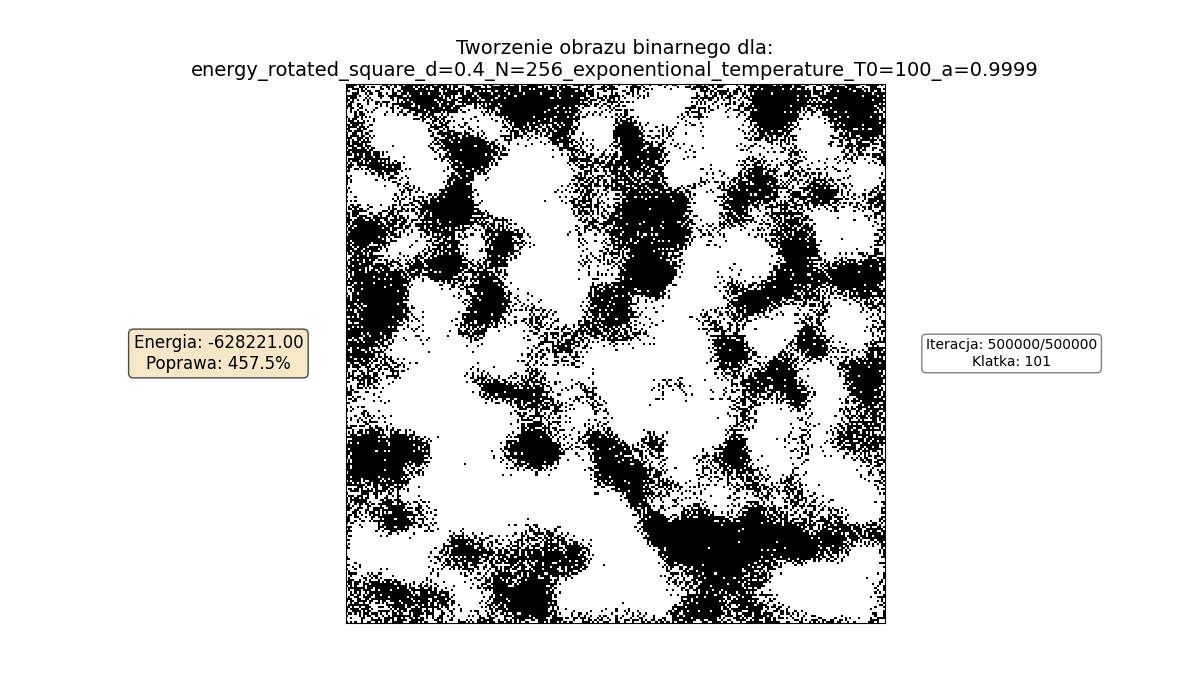 Tworzenie obrazu binarnego dla:
energy_rotated_square_d=0.4_N=256_exponentional_temperature_T0=100_a=0.9999
Energia: -628221.00
Poprawa: 457.5%
Iteracja: 500000/500000
Klatka: 101